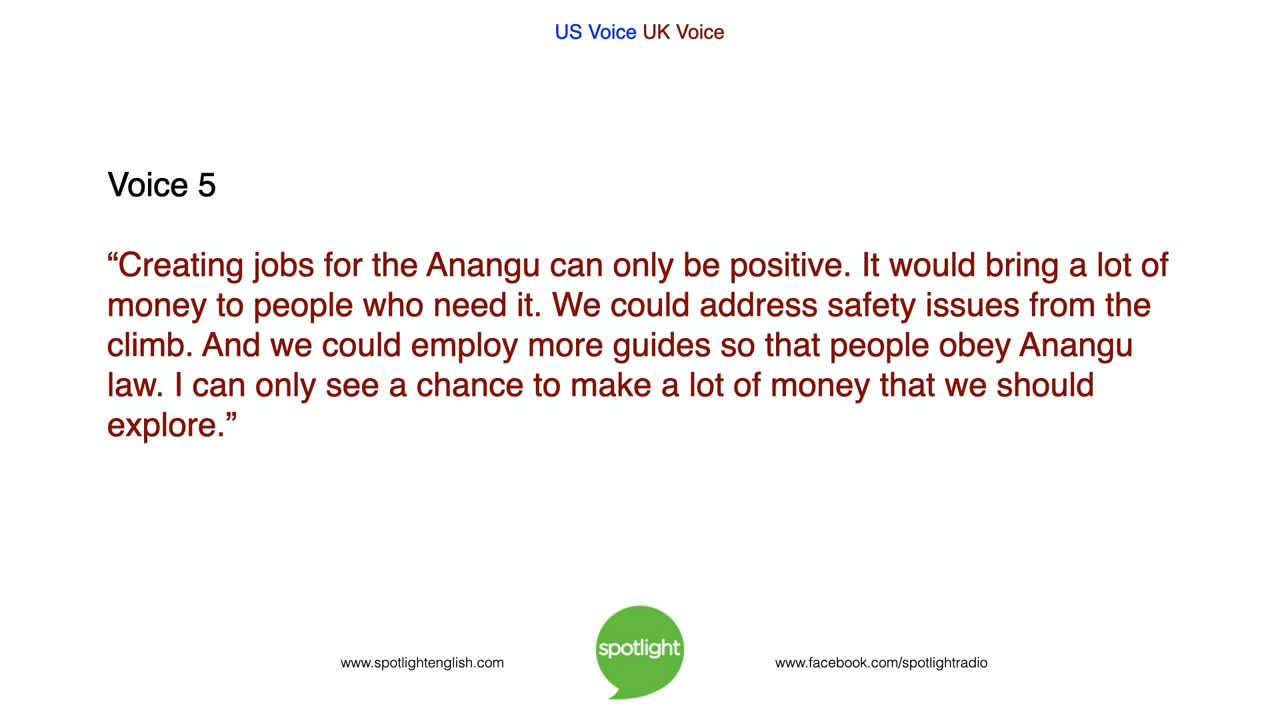 US Voice UK Voice
Voice 5
“Creating jobs for the Anangu can only be positive. It would bring a lot of
money to people who need it. We could address safety issues from the
climb. And we could employ more guides so that people obey Anangu
law. I can only see a chance to make a lot of money that we should
explore.”
www.spotlightenglish.com
spotlight
www.facebook.com/spotlightradio